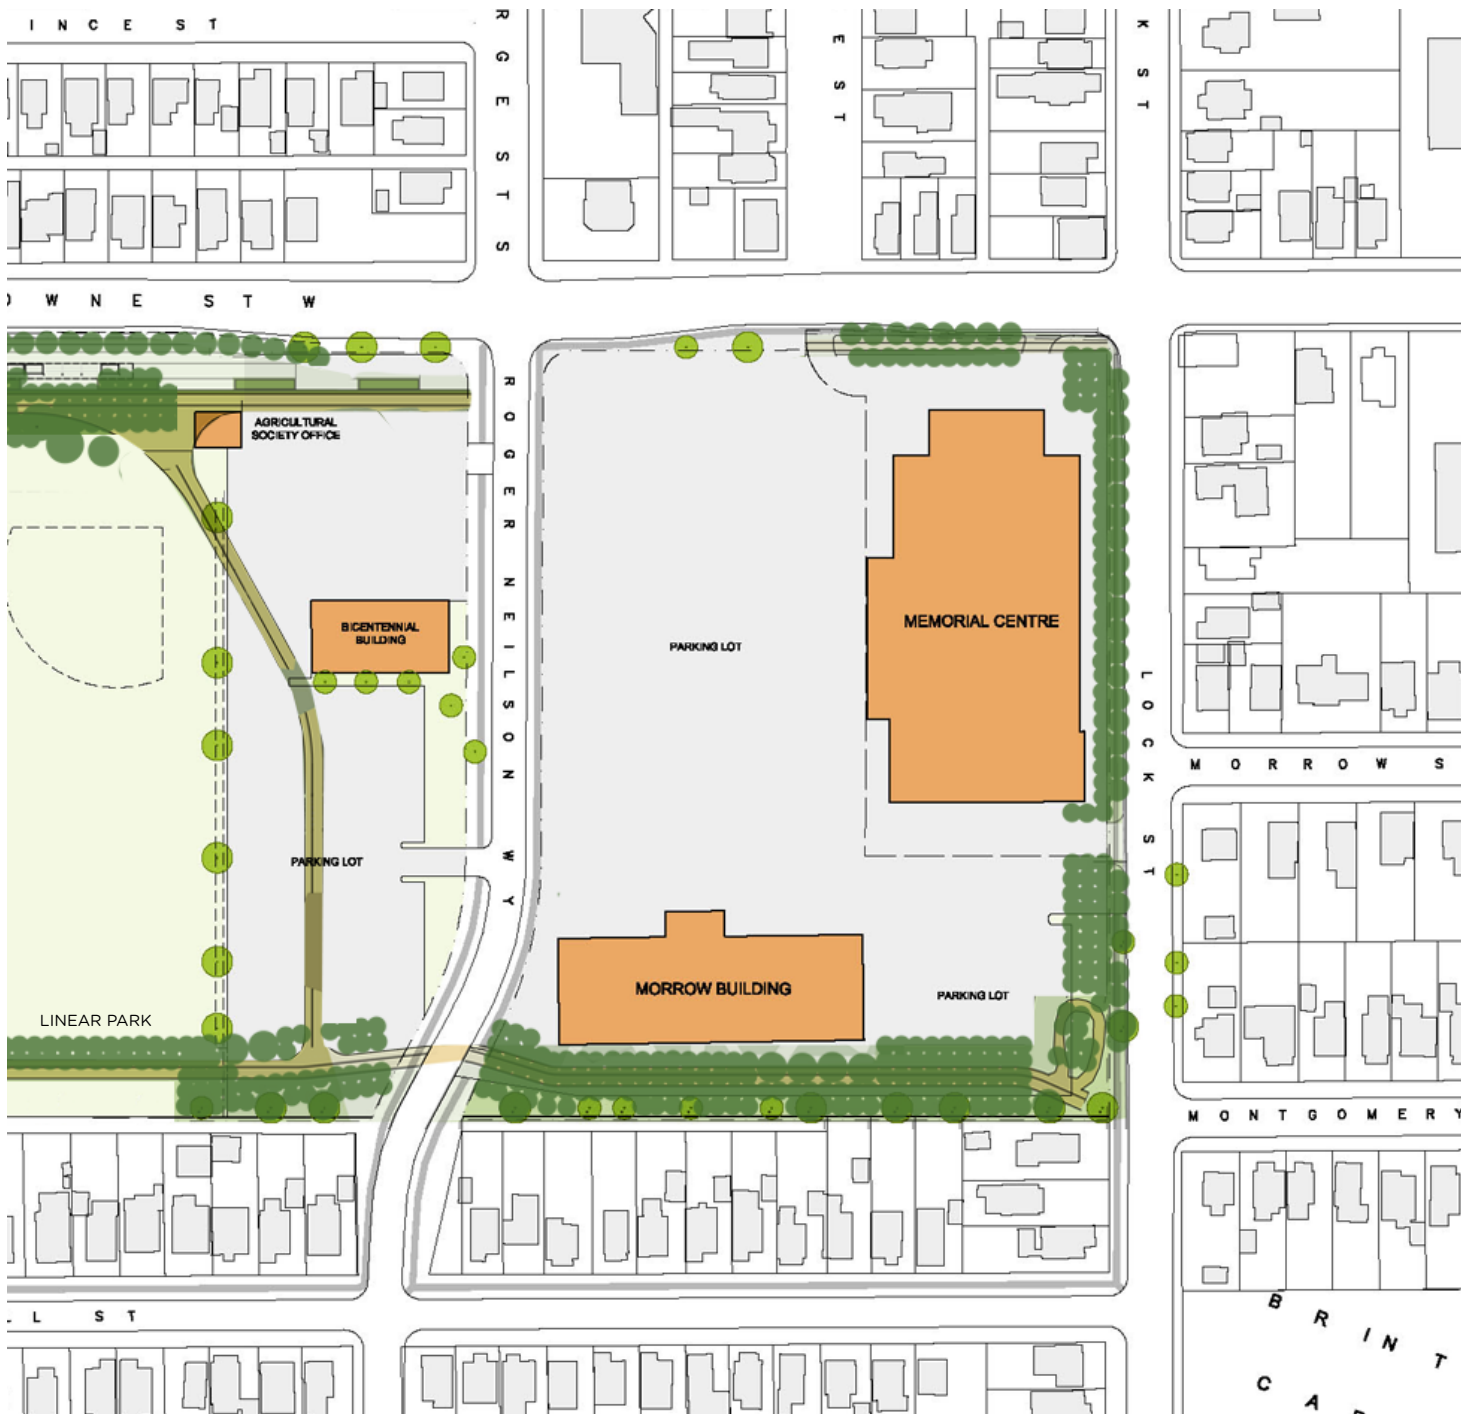 INCE ST
RGE ST S
E ST
K ST
OWNE ST W
AGRICULTURAL
SOCIETY OFFICE
ROGER NEILSON WY
BICENTENNIAL
BUILDING
PARKING LOT
MEMORIAL CENTRE
LOCK ST
MORROW S
PARKING LOT
MORROW BUILDING
PARKING LOT
LINEAR PARK
MONTGOMERY
LL ST
BRINT
CA